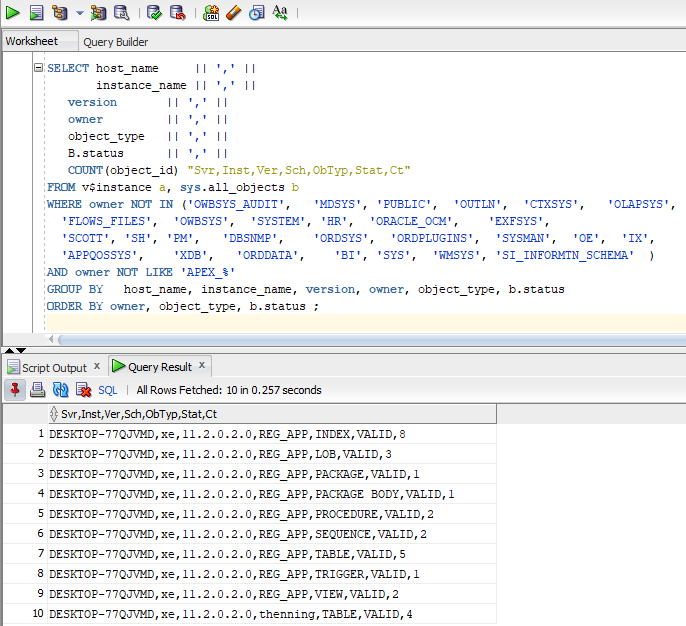 Worksheet Query Builder
SELECT host_name || ',' ||
instance_name || ',' ||
version || ',' ||
owner || ',' ||
object_type || ',' ||
B.status || ',' ||
COUNT(object_id) "Svr,Inst,Ver,Sch,ObTyp,Stat,Ct"
FROM v$instance a, sys.all_objects b
WHERE owner NOT IN ('OWBSYS_AUDIT', 'MDSYS', 'PUBLIC', 'OUTLN', 'CTXSYS', 'OLAPSYS',
'FLOWS_FILES', 'OWBSYS', 'SYSTEM', 'HR', 'ORACLE_OCM', 'EXFSYS',
'SCOTT', 'SH', 'PM', 'DBSNMP', 'ORDSYS', 'ORDPLUGINS', 'SYSMAN', 'OE', 'IX',
'APPQOSSYS', 'XDB', 'ORDDATA', 'BI', 'SYS', 'WMSYS', 'SI_INFORMTN_SCHEMA' )
AND owner NOT LIKE 'APEX_%'
GROUP BY host_name, instance_name, version, owner, object_type, b.status
ORDER BY owner, object_type, b.status ;
Script Output x Query Result x
SQL | All Rows Fetched: 10 in 0.257 seconds
Svr,Inst,Ver,Sch,ObTyp,Stat,Ct
1 DESKTOP-77QJVMD,xe,11.2.0.2.0,REG_APP,INDEX,VALID,8
2 DESKTOP-77QJVMD,xe,11.2.0.2.0,REG_APP,LOB,VALID,3
3 DESKTOP-77QJVMD,xe,11.2.0.2.0,REG_APP,PACKAGE,VALID,1
4 DESKTOP-77QJVMD,xe,11.2.0.2.0,REG_APP,PACKAGE BODY,VALID,1
5 DESKTOP-77QJVMD,xe,11.2.0.2.0,REG_APP,PROCEDURE,VALID,2
6 DESKTOP-77QJVMD,xe,11.2.0.2.0,REG_APP,SEQUENCE,VALID,2
7 DESKTOP-77QJVMD,xe,11.2.0.2.0,REG_APP,TABLE,VALID,5
8 DESKTOP-77QJVMD,xe,11.2.0.2.0,REG_APP,TRIGGER,VALID,1
9 DESKTOP-77QJVMD,xe,11.2.0.2.0,REG_APP,VIEW,VALID,2
10 DESKTOP-77QJVMD,xe,11.2.0.2.0,thenning,TABLE,VALID,4